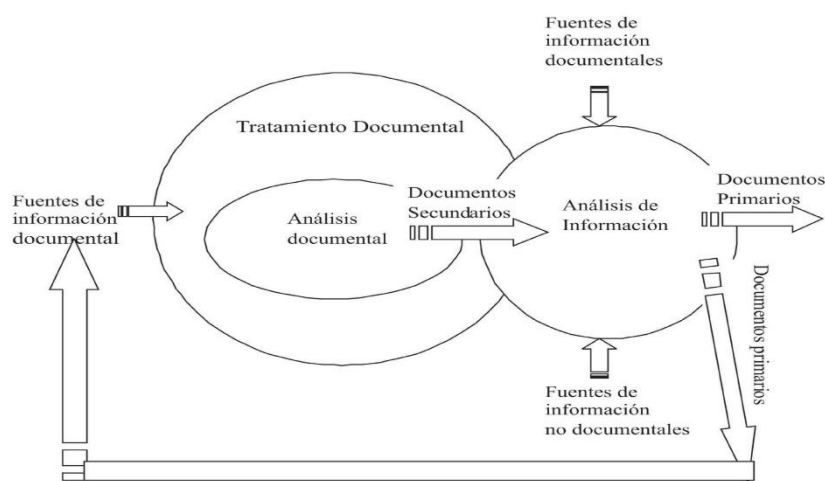 Fuentes de
información
documentales
Tratamiento Documental
Fuentes de
información
documental
Análisis
documental
Documentos
Secundarios
Análisis de
Información
Documentos
Primarios
Documentos primarios
Fuentes de
información
no documentales